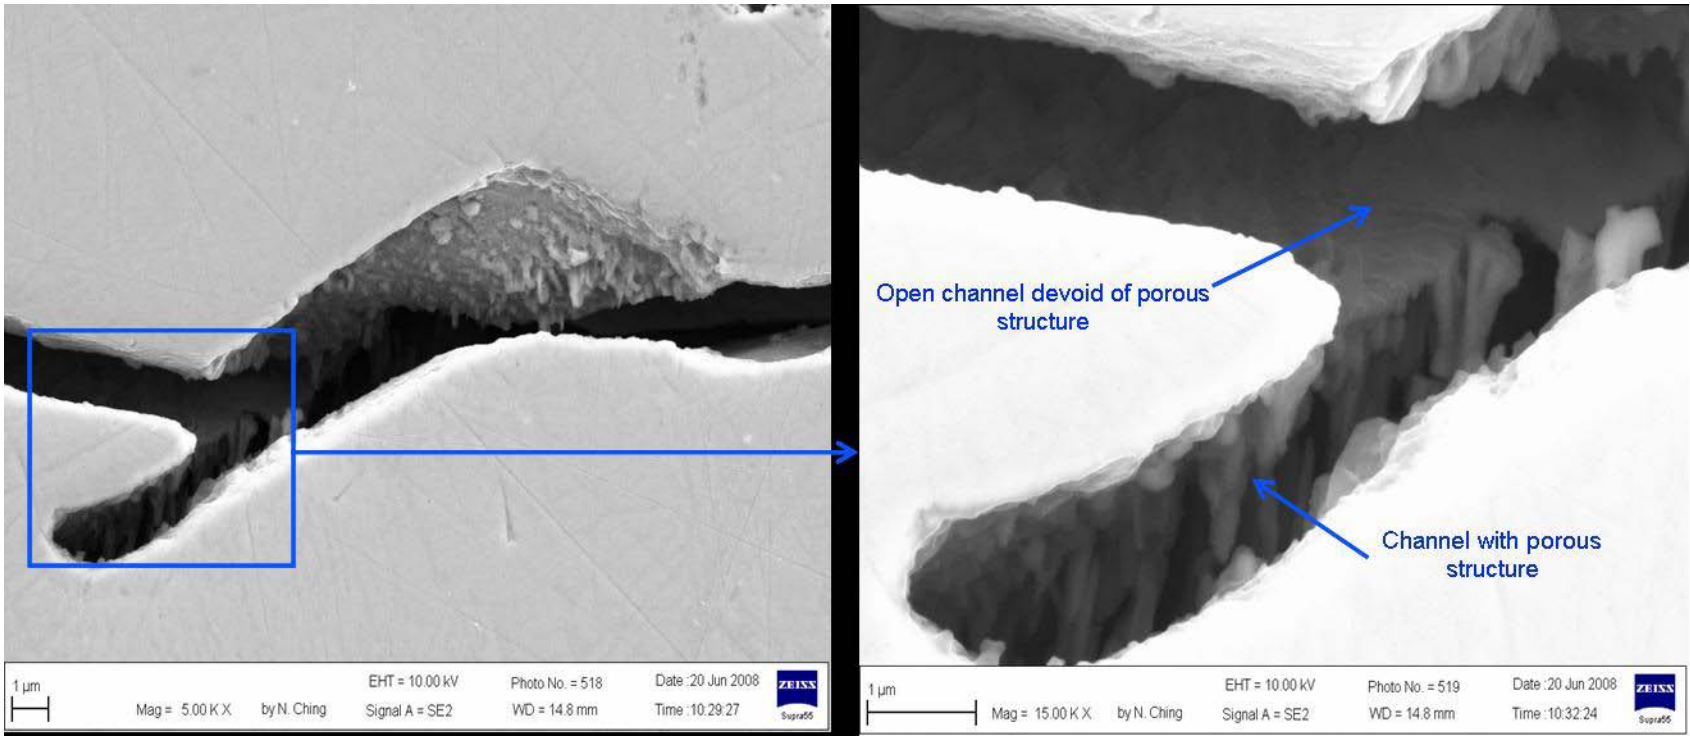 Open channel devoid of porous
structure
Channel with porous
structure
1 µm
EHT = 10.00 kV
Photo No. = 518
Date :20 Jun 2008
ZEISS
Mag = 5.00 K X
by N. Ching
Signal A = SE2
WD = 14.8 mm
Time :10:29:27
Supra55
1 µm
EHT = 10.00 kV
Photo No. = 519
Date :20 Jun 2008
ZEISS
Mag = 15.00 K X
by N. Ching
Signal A = SE2
WD = 14.8 mm
Time :10:32:24
Supra55